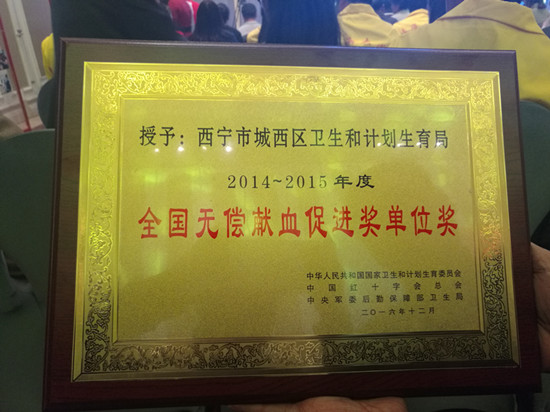 授予：西宁市城西区卫生和计划生育局
2014~2015年度
全国无偿献血促进奖单位奖
中华人民共和国国家卫生和计划生育委员会
中国红十字会总会
中央军委后勤保障部卫生局
二〇一六年十二月